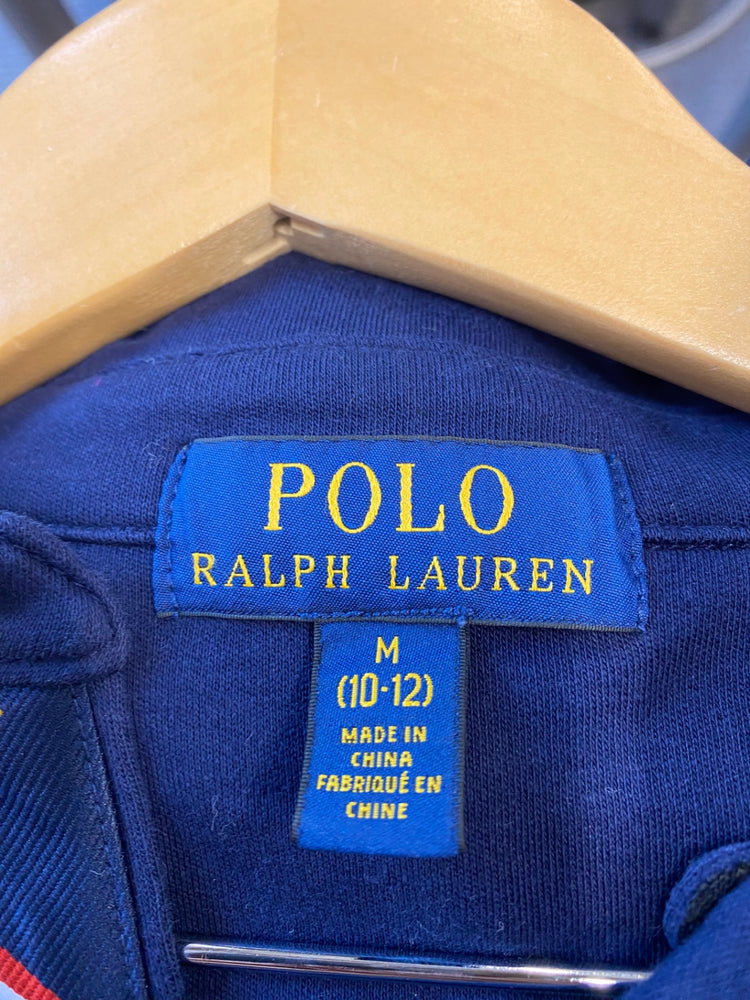 POLO
RALPH LAUREN
M
(10-12)
MADE IN
CHINA
FABRIQUÉ EN
CHINE